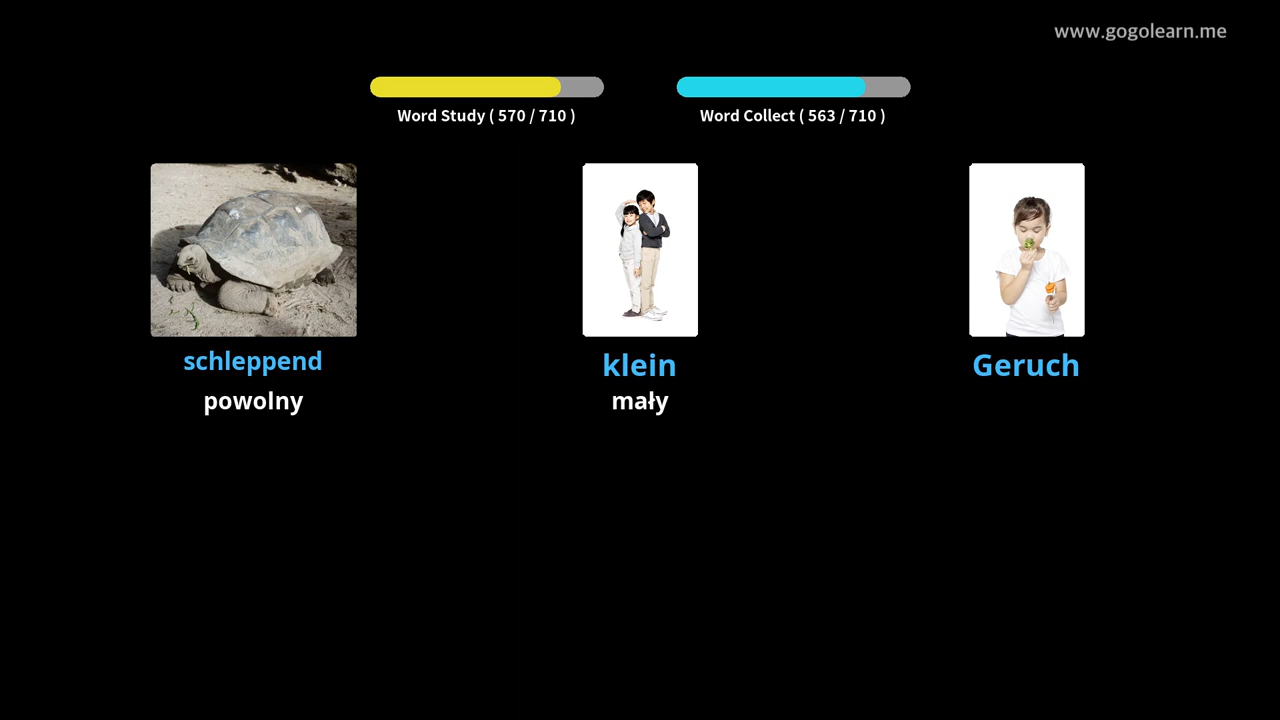 www.gogolearn.me
Word Study ( 570 / 710 )
Word Collect ( 563 / 710 )
schleppend
klein
Geruch
powolny
mały